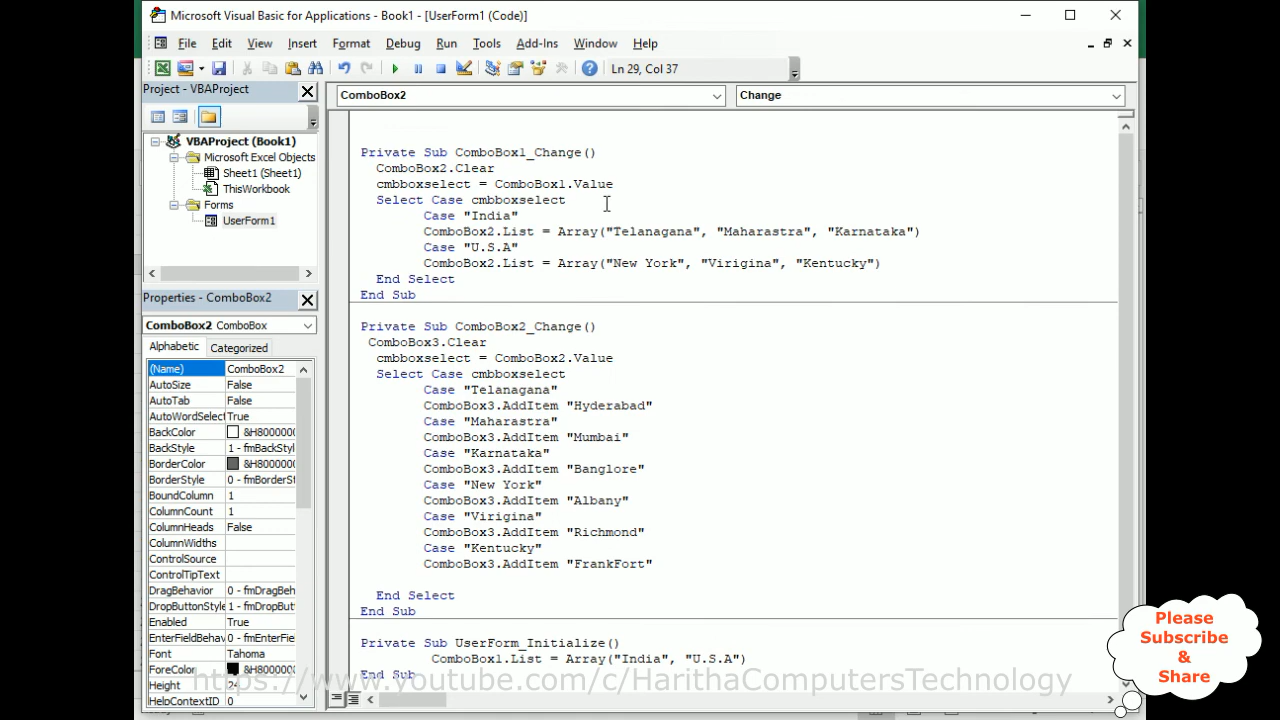 Microsoft Visual Basic for Applications - Book1 - [UserForm1 (Code)]
File Edit View Insert Format Debug Run Tools Add-Ins Window Help
Ln 29, Col 37
Project - VBAProject
VBAProject (Book1)
Microsoft Excel Objects
Sheet1 (Sheet1)
ThisWorkbook
Forms
UserForm1
Properties - ComboBox2
ComboBox2 ComboBox
Alphabetic Categorized
(Name) ComboBox2
AutoSize False
AutoTab False
AutoWordSelect True
BackColor &H8000000
BackStyle 1 - fmBackStyl
BorderColor &H8000000
BorderStyle 0 - fmBorderSt
BoundColumn 1
ColumnCount 1
ColumnHeads False
ColumnWidths
ControlSource
ControlTipText
DragBehavior 0 - fmDragBeh
DropButtonStyle 1 - fmDropButt
Enabled True
EnterFieldBehav 0 - fmEnterFie
Font Tahoma
ForeColor &H8000000
Height 24
HelpContextID 0
ComboBox2 Change
Private Sub ComboBox1_Change()
ComboBox2.Clear
cmbboxselect = ComboBox1.Value
Select Case cmbboxselect
Case "India"
ComboBox2.List = Array("Telanagana", "Maharastra", "Karnataka")
Case "U.S.A"
ComboBox2.List = Array("New York", "Virigina", "Kentucky")
End Select
End Sub
Private Sub ComboBox2_Change()
ComboBox3.Clear
cmbboxselect = ComboBox2.Value
Select Case cmbboxselect
Case "Telanagana"
ComboBox3.AddItem "Hyderabad"
Case "Maharastra"
ComboBox3.AddItem "Mumbai"
Case "Karnataka"
ComboBox3.AddItem "Banglore"
Case "New York"
ComboBox3.AddItem "Albany"
Case "Virigina"
ComboBox3.AddItem "Richmond"
Case "Kentucky"
ComboBox3.AddItem "FrankFort"
End Select
End Sub
Private Sub UserForm_Initialize()
ComboBox1.List = Array("India", "U.S.A")
End Sub
Please
Subscribe
&
Share
https://www.youtube.com/c/HarithaComputersTechnology